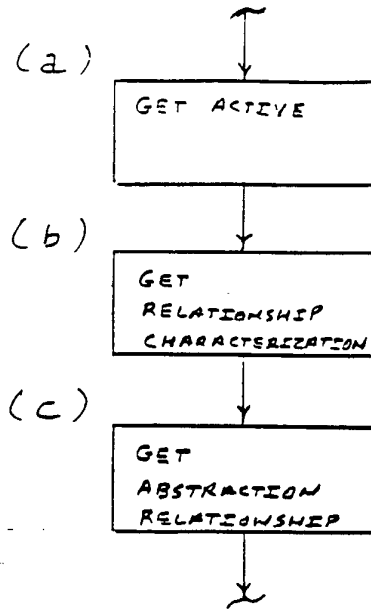 (a)
GET ACTIVE
(b)
GET
RELATIONSHIP
CHARACTERIZATION
(c)
GET
ABSTRACTION
RELATIONSHIP